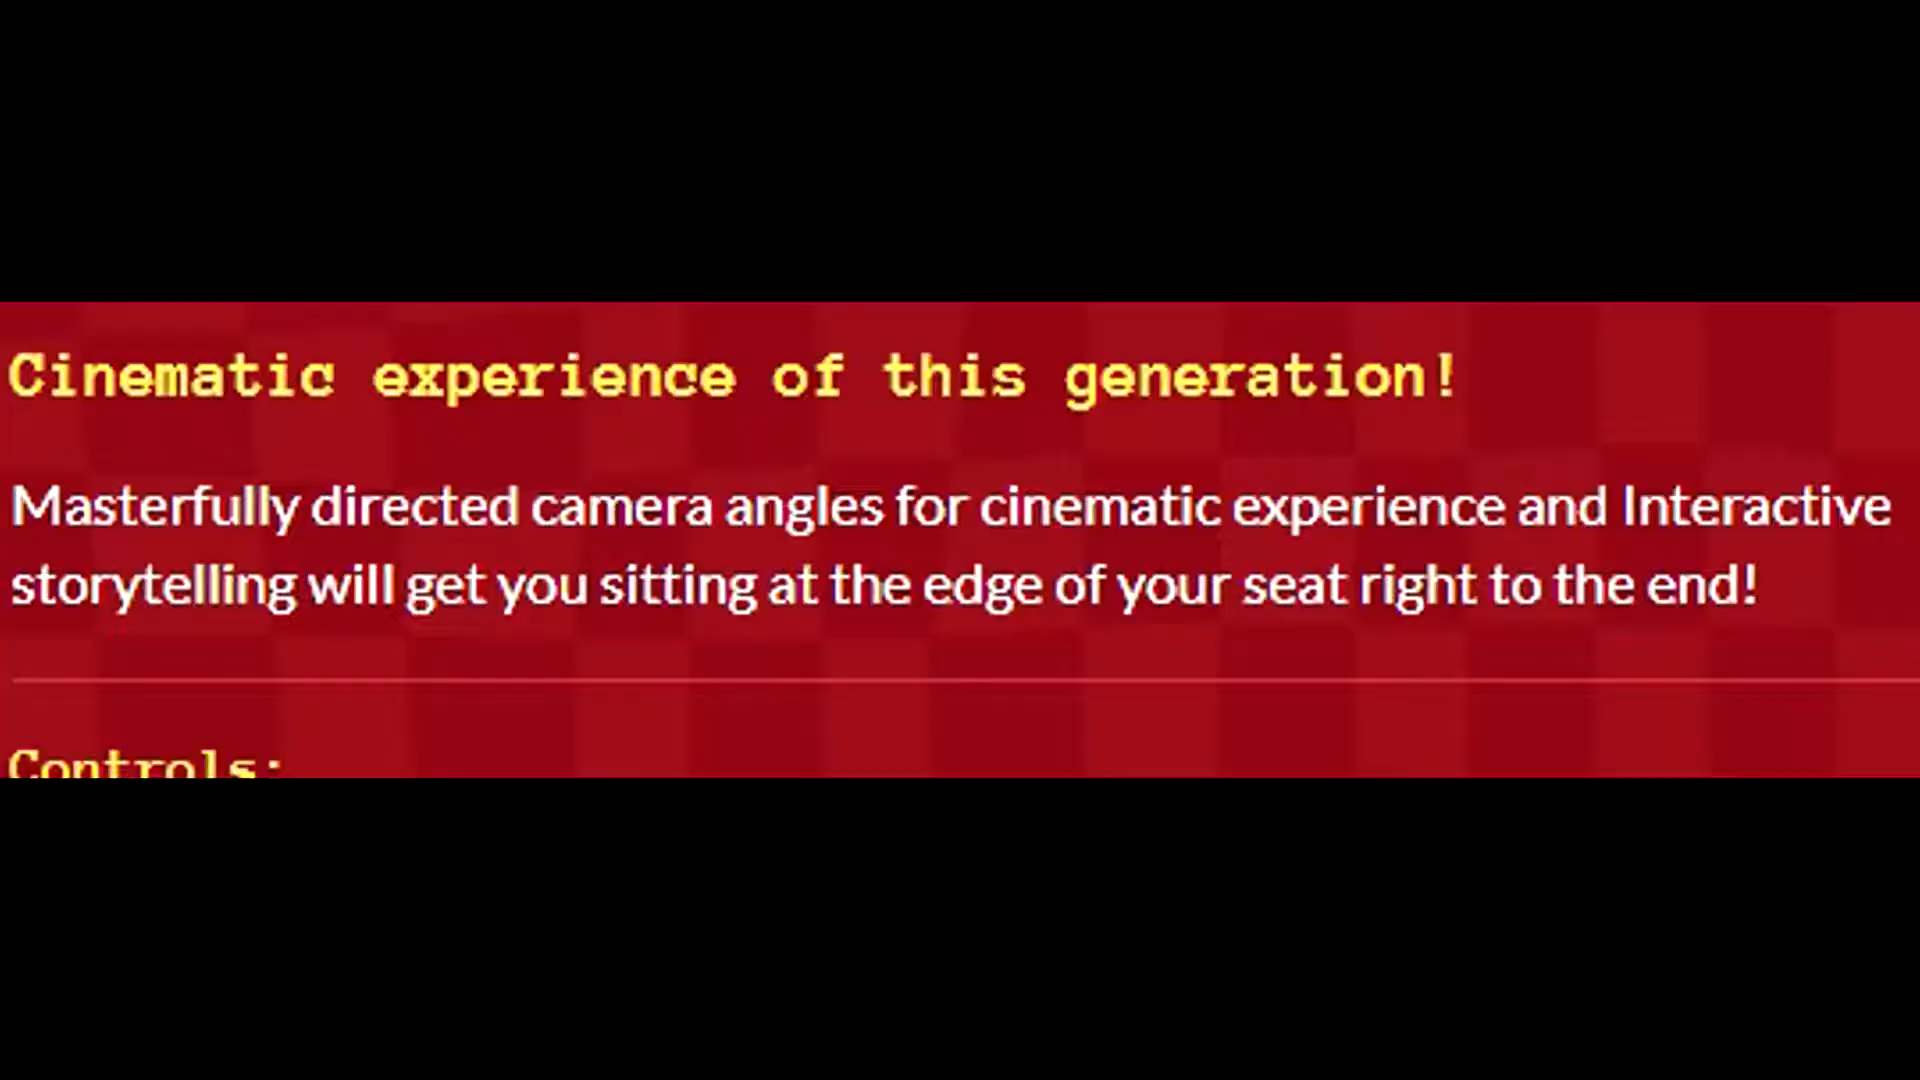 Cinematic experience of this generation!
Masterfully directed camera angles for cinematic experience and Interactive
storytelling will get you sitting at the edge of your seat right to the end!
Controls: